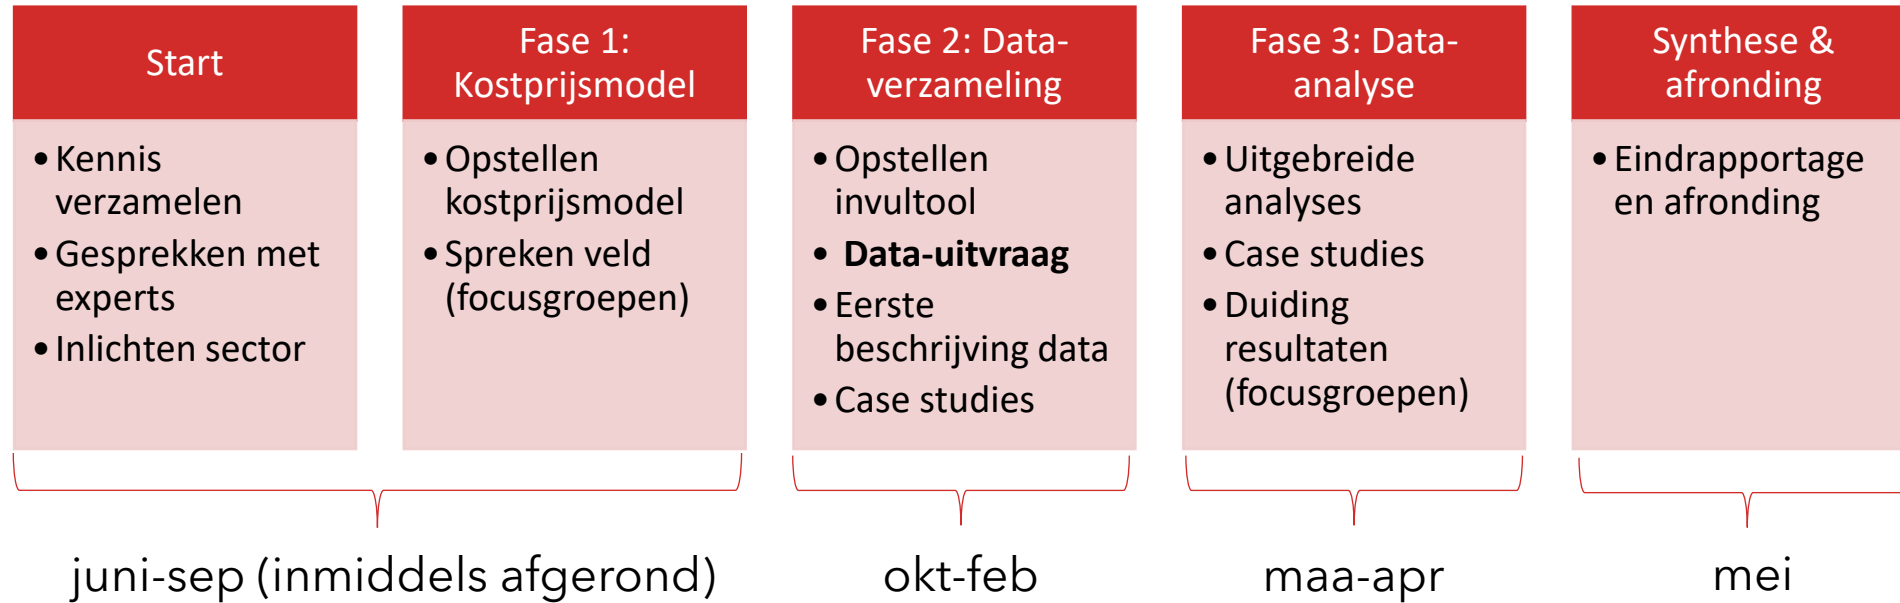 Start
• Kennis
verzamelen
• Gesprekken met
experts
• Inlichten sector
Fase 1:
Kostprijsmodel
• Opstellen
kostprijsmodel
• Spreken veld
(focusgroepen)
Fase 2: Data-
verzameling
• Opstellen
invultool
• Data-uitvraag
• Eerste
beschrijving data
• Case studies
Fase 3: Data-
analyse
• Uitgebreide
analyses
• Case studies
• Duiding
resultaten
(focusgroepen)
Synthese &
afronding
• Eindrapportage
en afronding
juni-sep (inmiddels afgerond)
okt-feb
maa-apr
mei